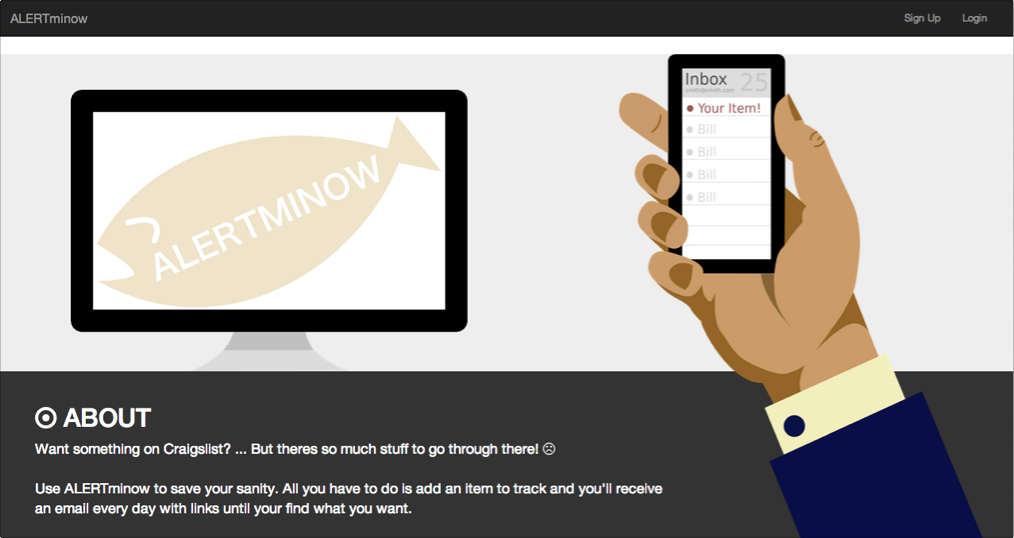 ALERTminow
Sign Up
Login
ALERTMINOW
Inbox
25
smith@smith.com
Your Item!
Bill
Bill
Bill
Bill
ABOUT
Want something on Craigslist? ... But theres so much stuff to go through there! ☹
Use ALERTminow to save your sanity. All you have to do is add an item to track and you'll receive
an email every day with links until your find what you want.